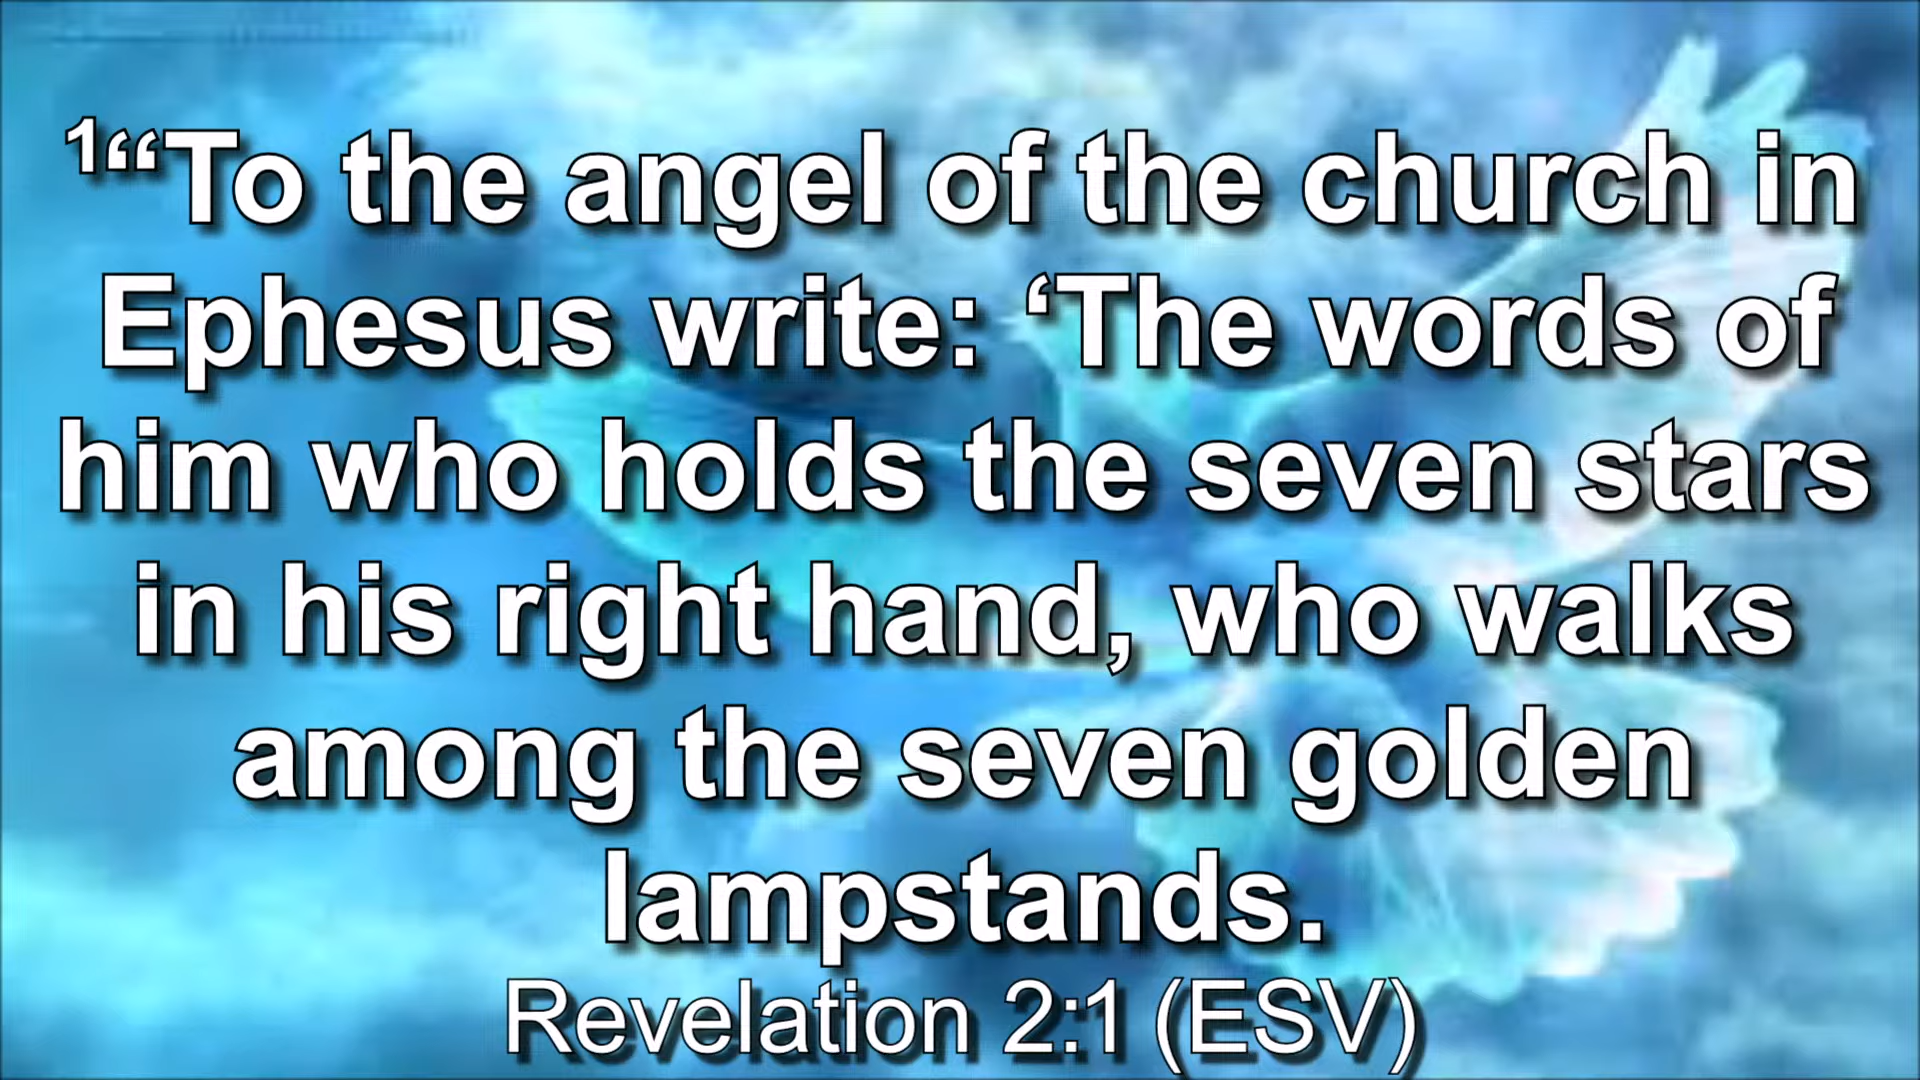 ¹“To the angel of the church in
Ephesus write: ‘The words of
him who holds the seven stars
in his right hand, who walks
among the seven golden
lampstands.
Revelation 2:1 (ESV)